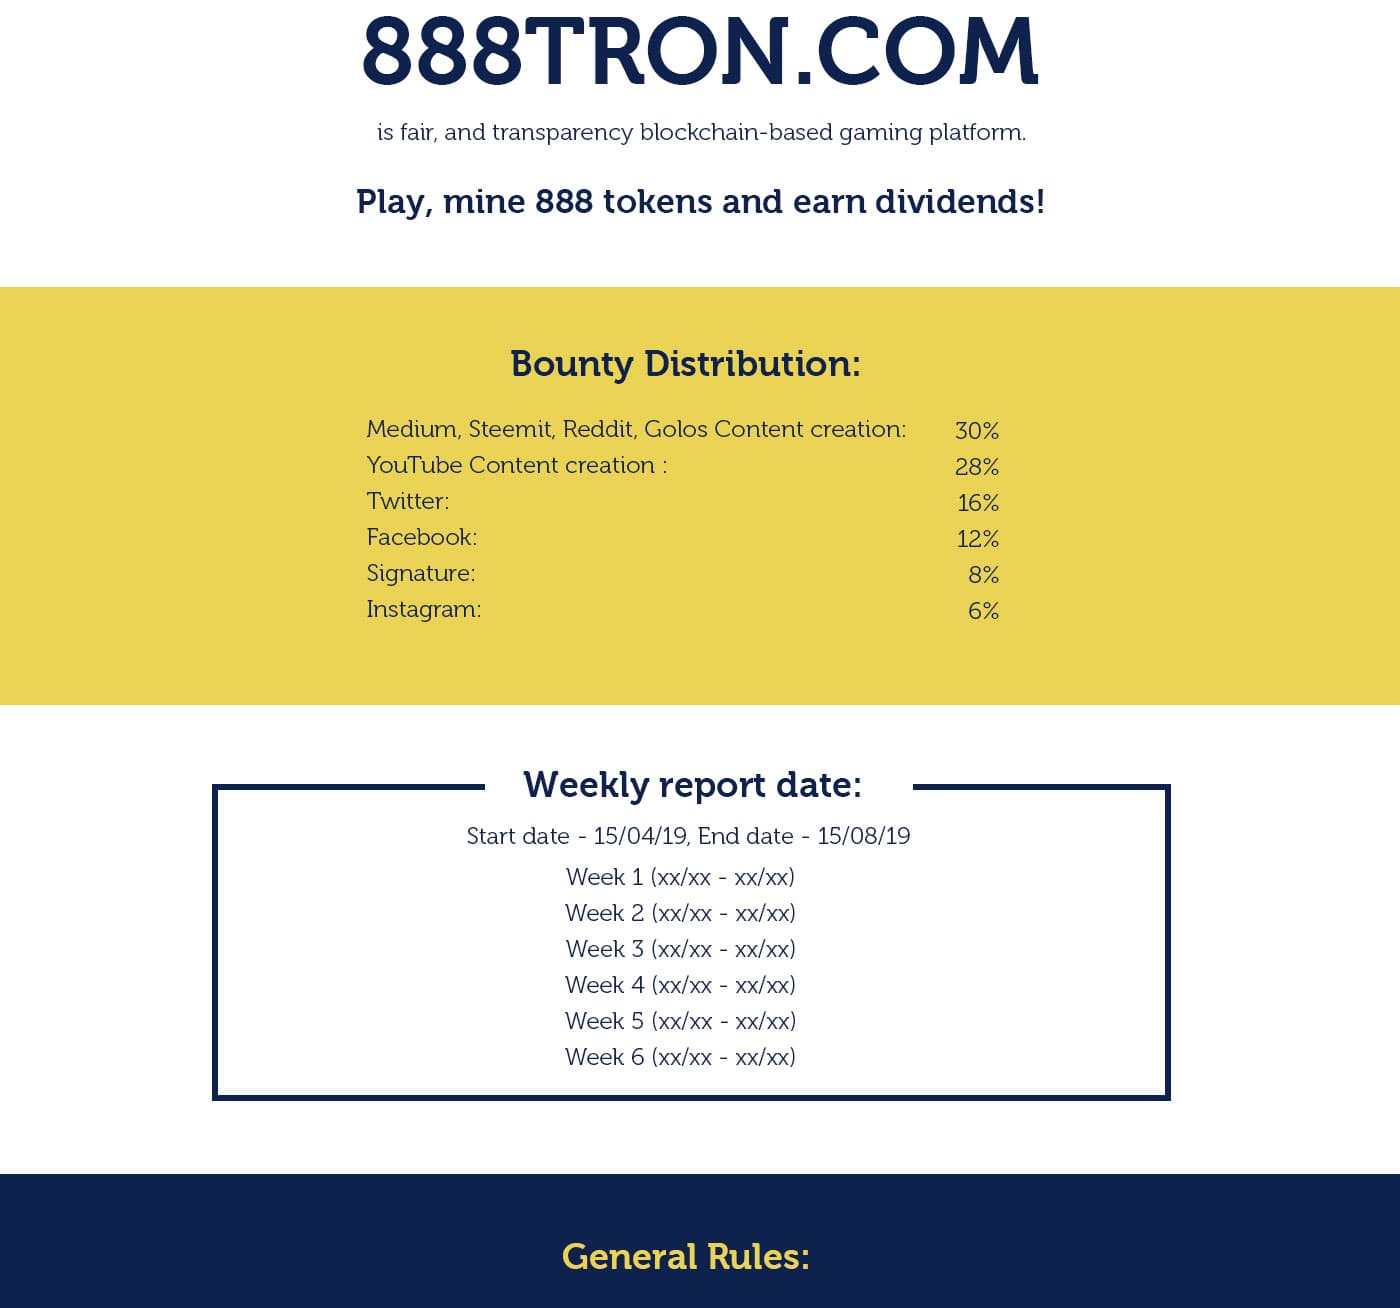 888TRON.COM
is fair, and transparency blockchain-based gaming platform.
Play, mine 888 tokens and earn dividends!
Bounty Distribution:
Medium, Steemit, Reddit, Golos Content creation: 30%
YouTube Content creation : 28%
Twitter: 16%
Facebook: 12%
Signature: 8%
Instagram: 6%
Weekly report date:
Start date - 15/04/19, End date - 15/08/19
Week 1 (xx/xx - xx/xx)
Week 2 (xx/xx - xx/xx)
Week 3 (xx/xx - xx/xx)
Week 4 (xx/xx - xx/xx)
Week 5 (xx/xx - xx/xx)
Week 6 (xx/xx - xx/xx)
General Rules: